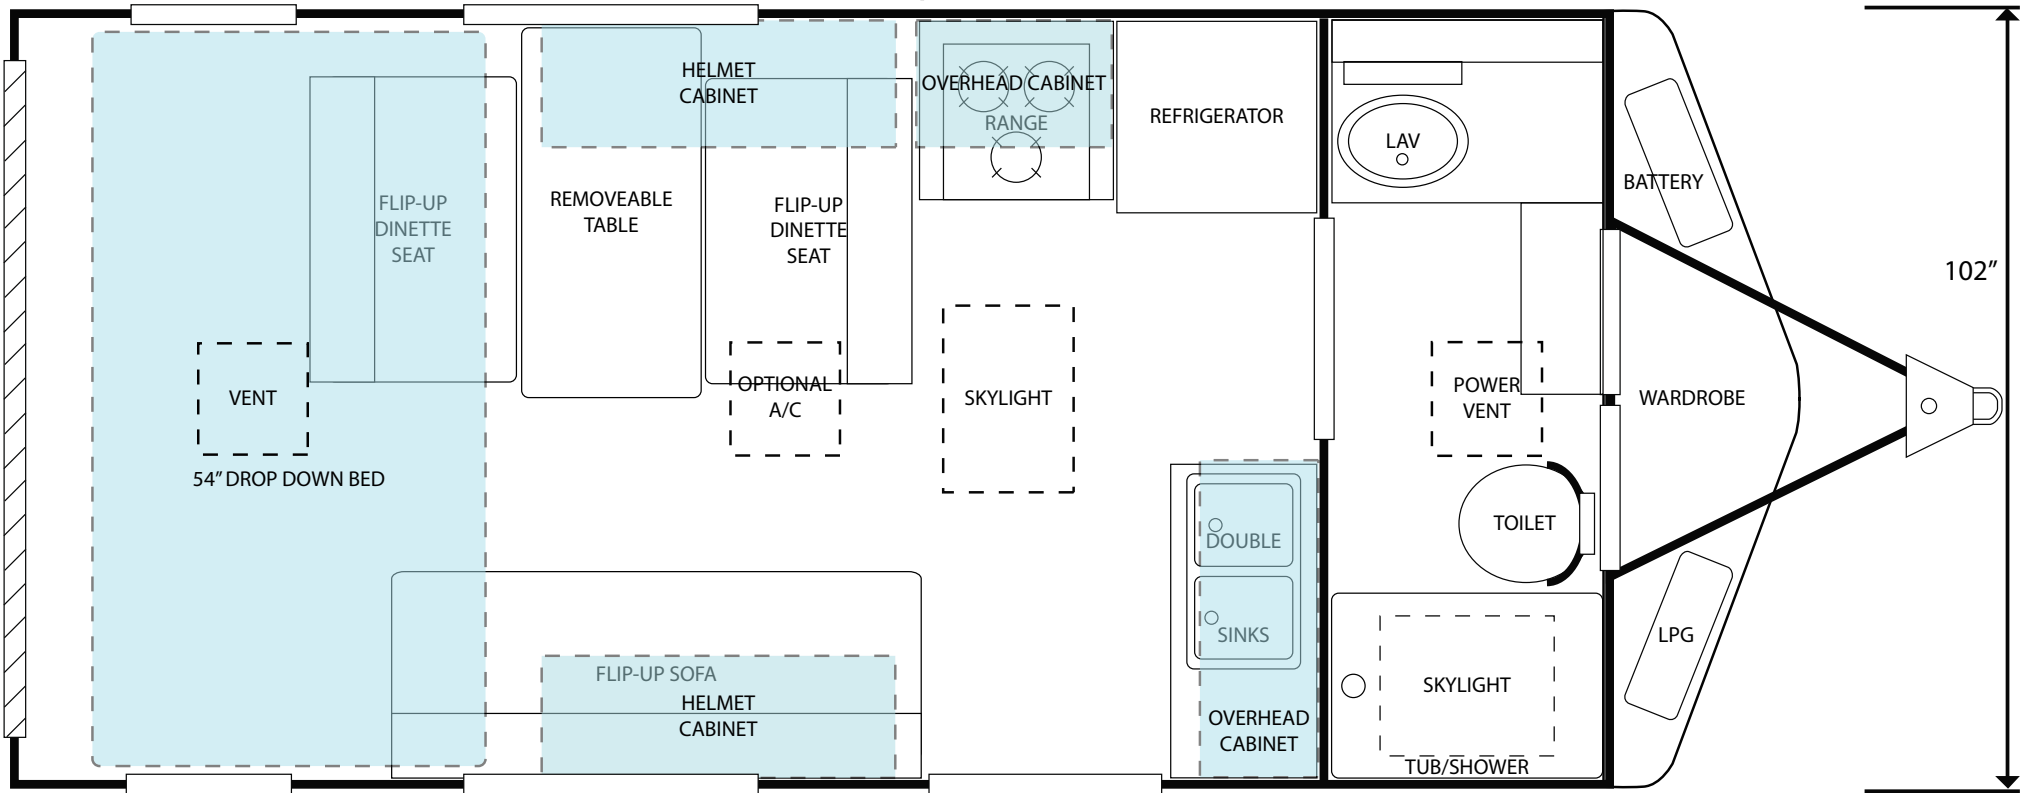 HELMET
CABINET
OVERHEAD CABINET
RANGE
REFRIGERATOR
LAV
BATTERY
FLIP-UP
DINETTE
SEAT
REMOVEABLE
TABLE
FLIP-UP
DINETTE
SEAT
102”
VENT
OPTIONAL
A/C
SKYLIGHT
POWER
VENT
WARDROBE
54” DROP DOWN BED
DOUBLE
SINKS
TOILET
LPG
FLIP-UP SOFA
HELMET
CABINET
OVERHEAD
CABINET
SKYLIGHT
TUB/SHOWER